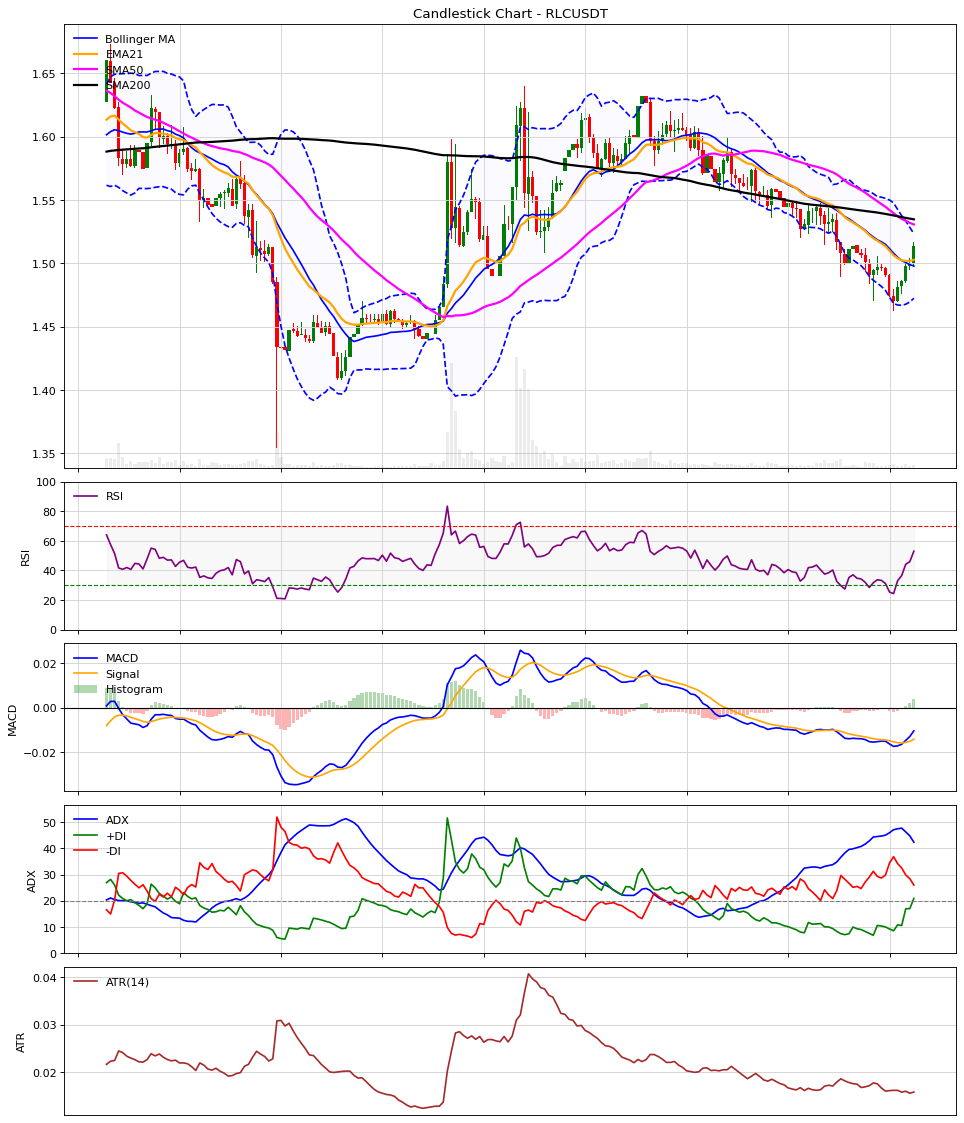 Candlestick Chart - RLCUSDT
Bollinger MA
EMA21
SMA50
SMA200
1.65
1.60
1.55
1.50
1.45
1.40
1.35
RSI
RSI
100
80
60
40
20
0
MACD
MACD
Signal
Histogram
0.02
0.00
−0.02
ADX
ADX
+DI
-DI
50
40
30
20
10
0
ATR
ATR(14)
0.04
0.03
0.02